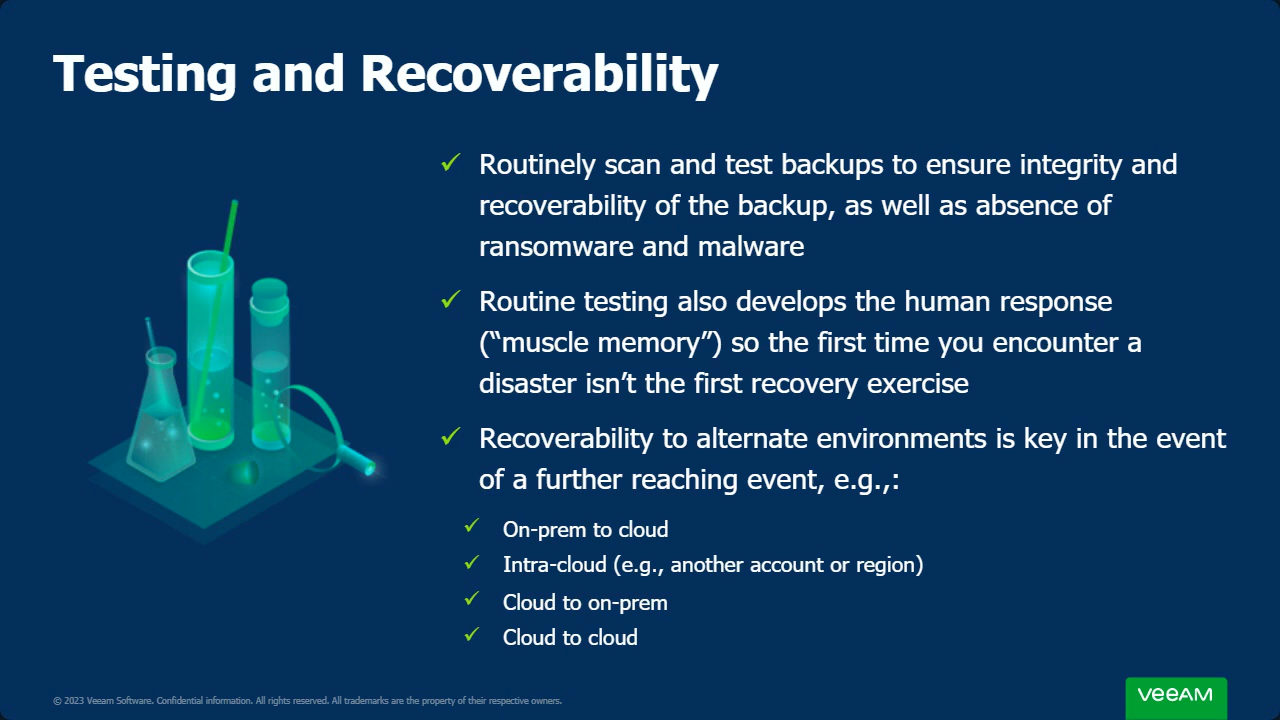 Testing and Recoverability
✓ Routinely scan and test backups to ensure integrity and
recoverability of the backup, as well as absence of
ransomware and malware
✓ Routine testing also develops the human response
(“muscle memory”) so the first time you encounter a
disaster isn’t the first recovery exercise
✓ Recoverability to alternate environments is key in the event
of a further reaching event, e.g.,:
✓ On-prem to cloud
✓ Intra-cloud (e.g., another account or region)
✓ Cloud to on-prem
✓ Cloud to cloud
© 2023 Veeam Software. Confidential information. All rights reserved. All trademarks are the property of their respective owners.
veeam